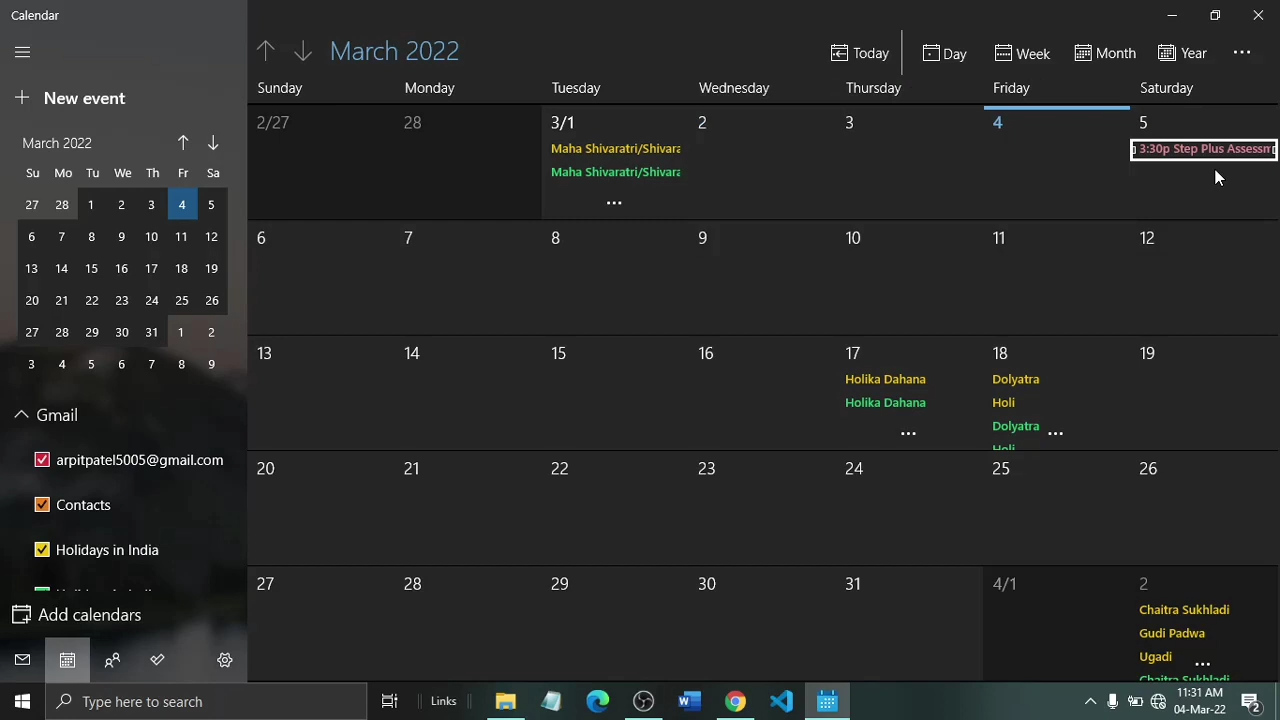 Calendar
March 2022
Today
Day
Week
Month
Year
New event
March 2022
Su Mo Tu We Th Fr Sa
27 28 1 2 3 4 5
6 7 8 9 10 11 12
13 14 15 16 17 18 19
20 21 22 23 24 25 26
27 28 29 30 31 1 2
3 4 5 6 7 8 9
Gmail
arpitpatel5005@gmail.com
Contacts
Holidays in India
Add calendars
Sunday Monday Tuesday Wednesday Thursday Friday Saturday
2/27 28 3/1 2 3 4 5
Maha Shivaratri/Shivara
Maha Shivaratri/Shivara
...
3:30p Step Plus Assessm
6 7 8 9 10 11 12
13 14 15 16 17 18 19
Holika Dahana
Holika Dahana
...
Dolyatra
Holi
Dolyatra
Holi
...
20 21 22 23 24 25 26
27 28 29 30 31 4/1 2
Chaitra Sukhladi
Gudi Padwa
Ugadi
...
Chaitra Sukhladi
Type here to search
Links
11:31 AM
04-Mar-22
2